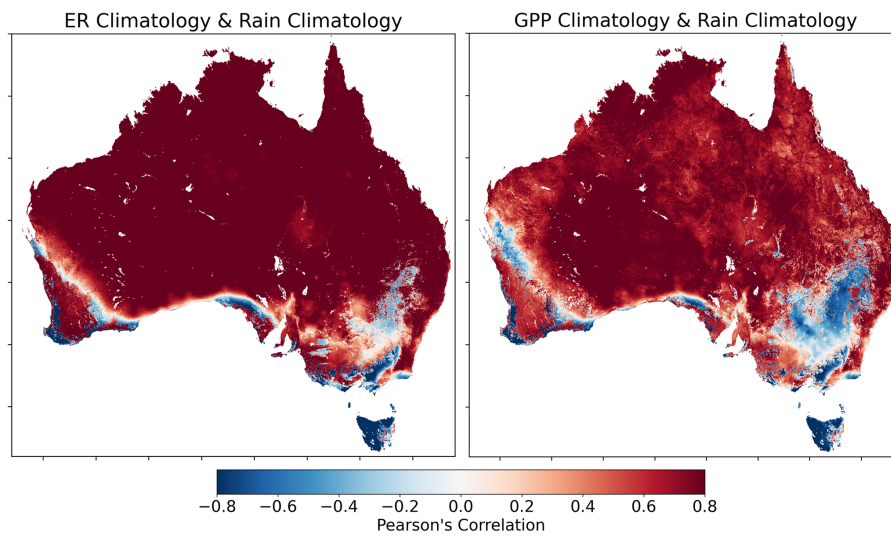 ER Climatology & Rain Climatology
GPP Climatology & Rain Climatology
−0.8 −0.6 −0.4 −0.2 0.0 0.2 0.4 0.6 0.8
Pearson's Correlation